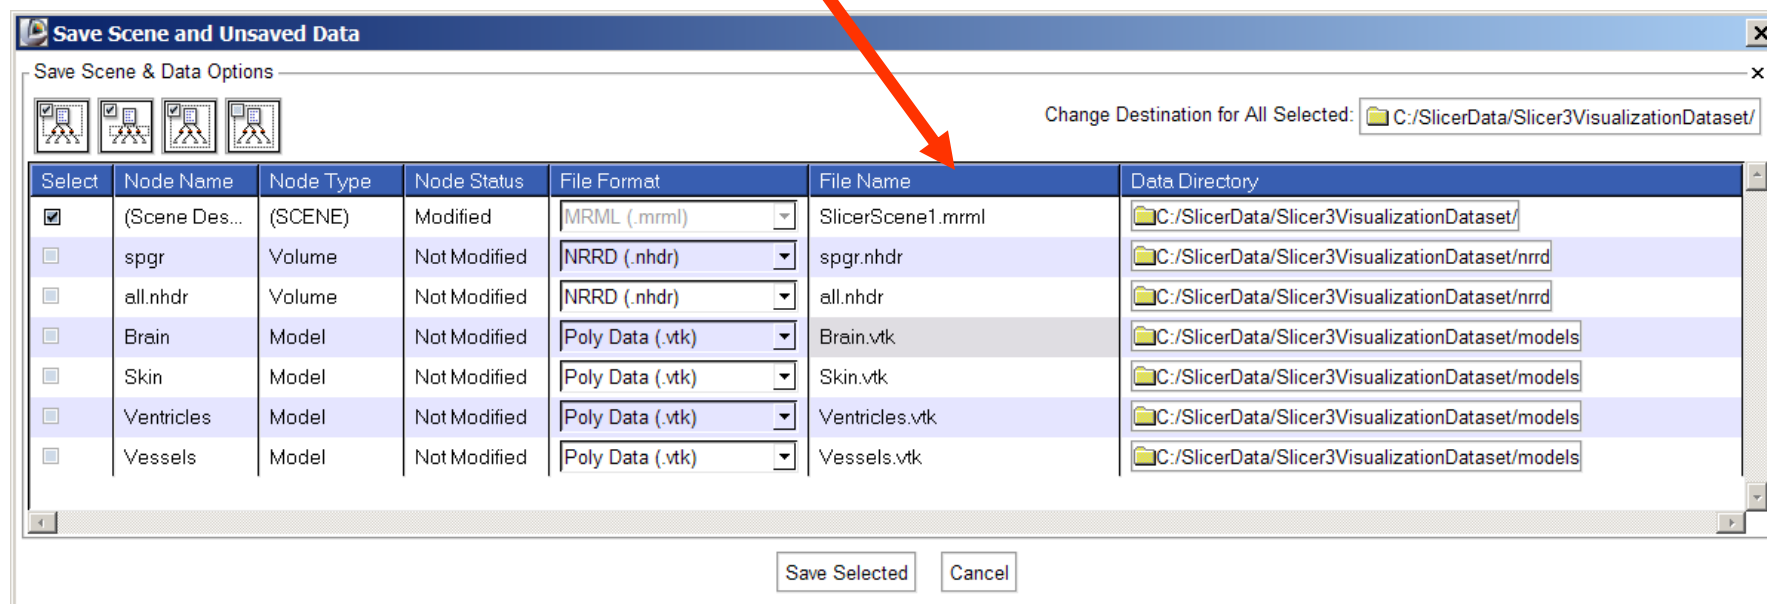 Save Scene and Unsaved Data
Save Scene & Data Options
Change Destination for All Selected: C:/SlicerData/Slicer3VisualizationDataset/
Select Node Name Node Type Node Status File Format File Name Data Directory
(Scene Des... (SCENE) Modified MRML (.mrml) SlicerScene1.mrml C:/SlicerData/Slicer3VisualizationDataset/
spgr Volume Not Modified NRRD (.nhdr) spgr.nhdr C:/SlicerData/Slicer3VisualizationDataset/nrrd
all.nhdr Volume Not Modified NRRD (.nhdr) all.nhdr C:/SlicerData/Slicer3VisualizationDataset/nrrd
Brain Model Not Modified Poly Data (.vtk) Brain.vtk C:/SlicerData/Slicer3VisualizationDataset/models
Skin Model Not Modified Poly Data (.vtk) Skin.vtk C:/SlicerData/Slicer3VisualizationDataset/models
Ventricles Model Not Modified Poly Data (.vtk) Ventricles.vtk C:/SlicerData/Slicer3VisualizationDataset/models
Vessels Model Not Modified Poly Data (.vtk) Vessels.vtk C:/SlicerData/Slicer3VisualizationDataset/models
Save Selected Cancel